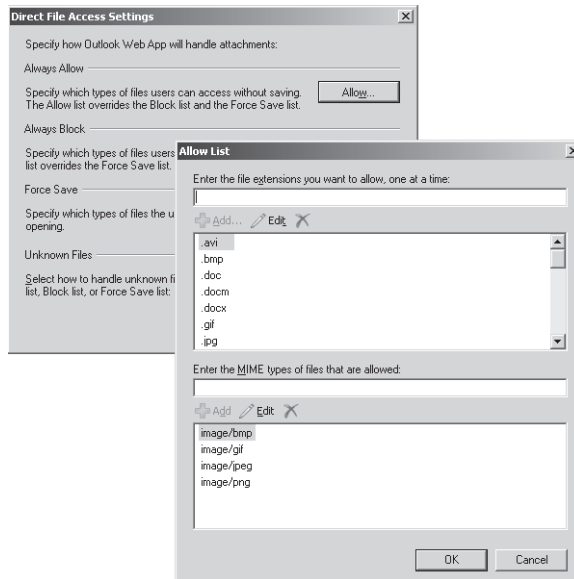 Direct File Access Settings
Specify how Outlook Web App will handle attachments:
Always Allow
Specify which types of files users can access without saving.
The Allow list overrides the Block list and the Force Save list.
Allow...
Always Block
Specify which types of files users
list overrides the Force Save list.
Force Save
Specify which types of files the u
opening.
Unknown Files
Select how to handle unknown fi
list, Block list, or Force Save list:
Allow List
Enter the file extensions you want to allow, one at a time:
Add... Edit
.avi
.bmp
.doc
.docm
.docx
.gif
.jpg
Enter the MIME types of files that are allowed:
Add Edit
image/bmp
image/gif
image/jpeg
image/png
OK Cancel